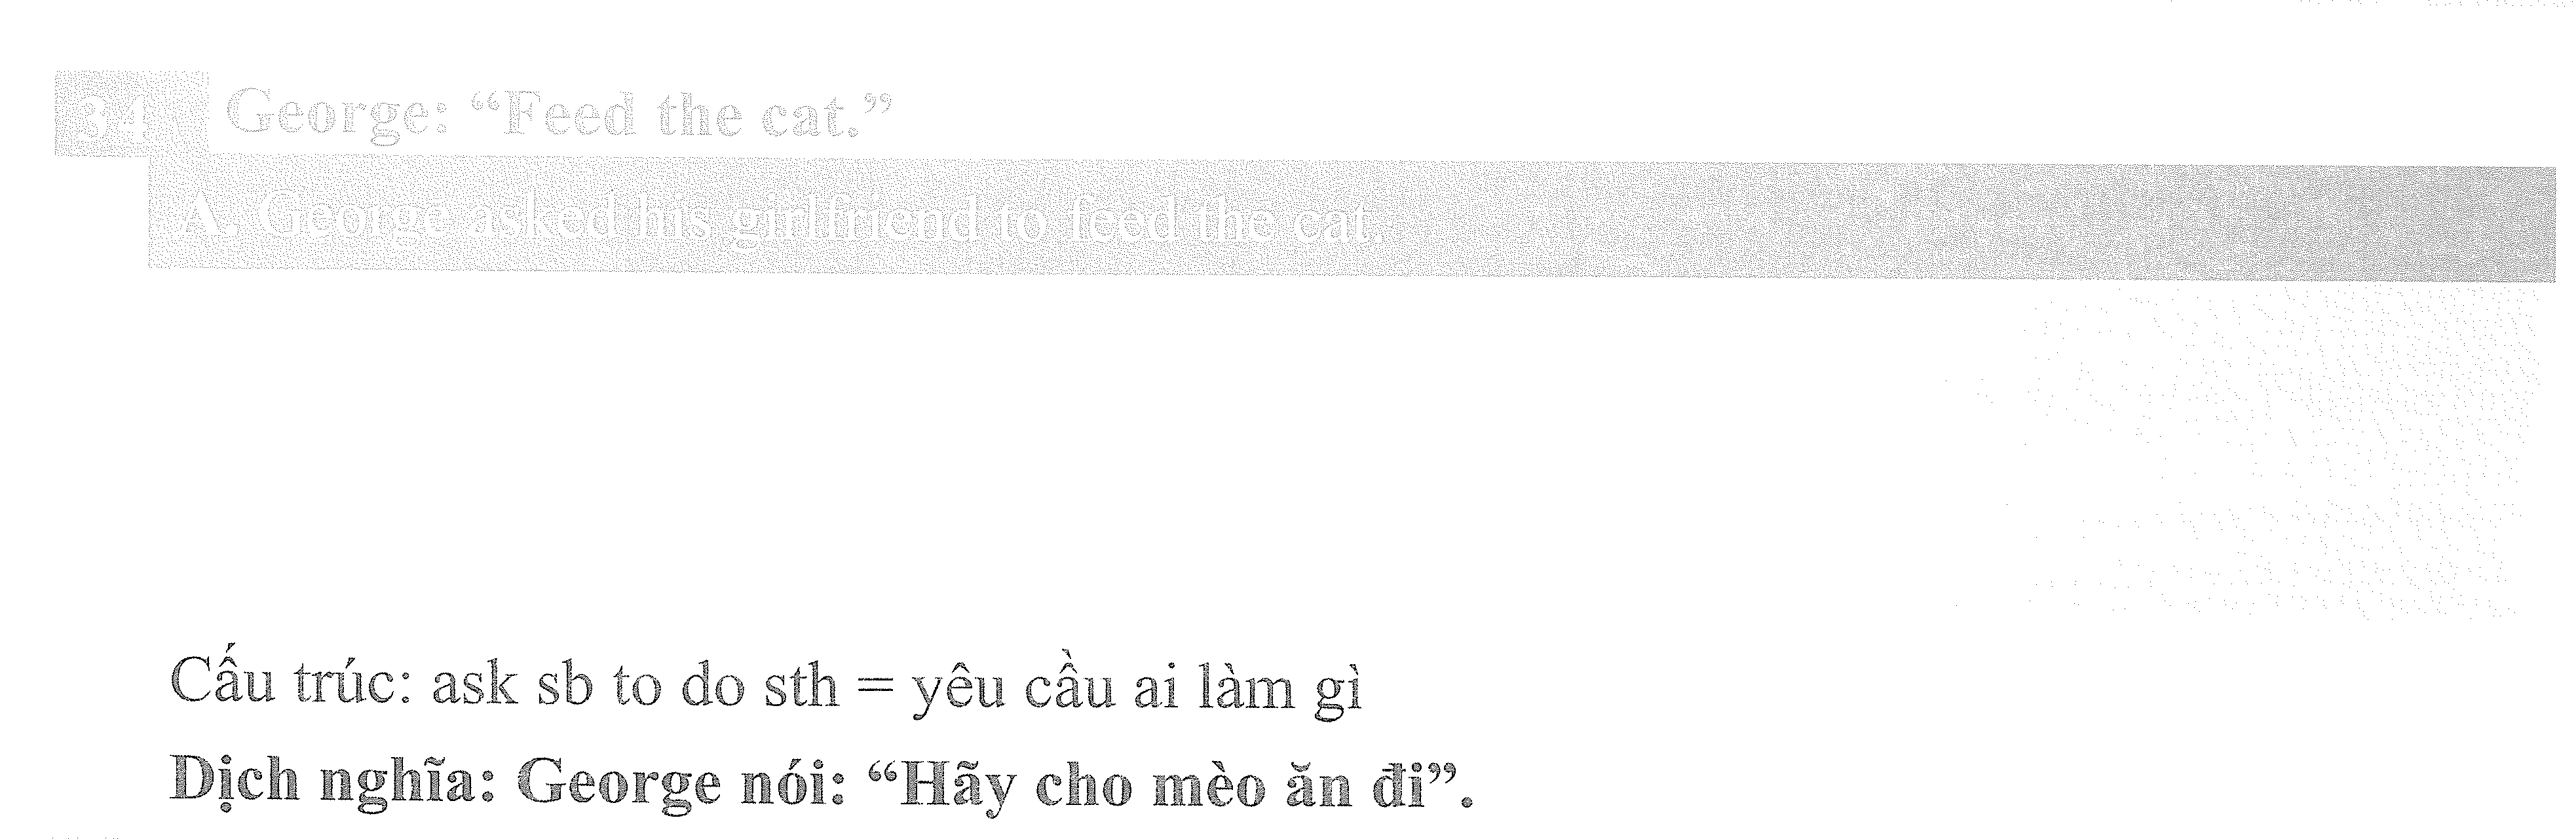 34 George: “Feed the cat.”
A. George asked his girlfriend to feed the cat.
Cấu trúc: ask sb to do sth = yêu cầu ai làm gì
Dịch nghĩa: George nói: “Hãy cho mèo ăn đi”.